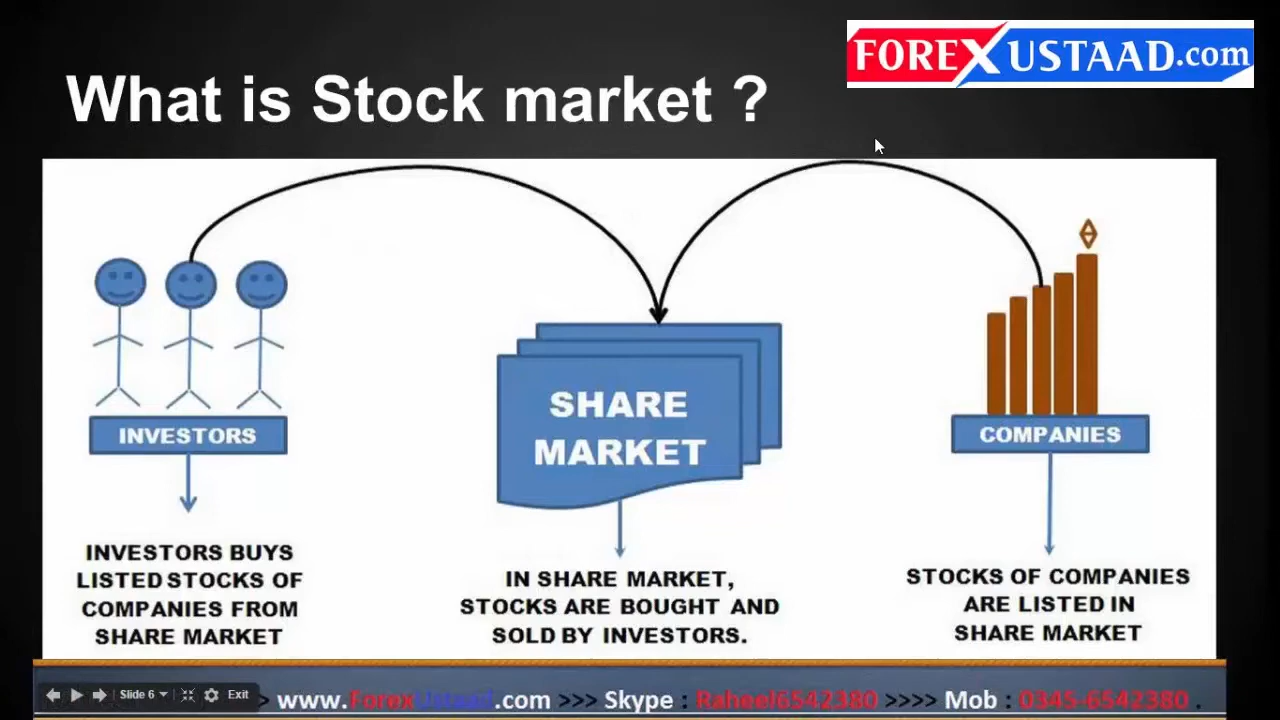 FOREXUSTAAD.com
What is Stock market ?
SHARE
MARKET
INVESTORS
COMPANIES
INVESTORS BUYS
LISTED STOCKS OF
COMPANIES FROM
SHARE MARKET
IN SHARE MARKET,
STOCKS ARE BOUGHT AND
SOLD BY INVESTORS.
STOCKS OF COMPANIES
ARE LISTED IN
SHARE MARKET
Slide 6 Exit > www.ForexUstaad.com >>> Skype : Raheel6542380 >>>> Mob : 0345-6542380 .